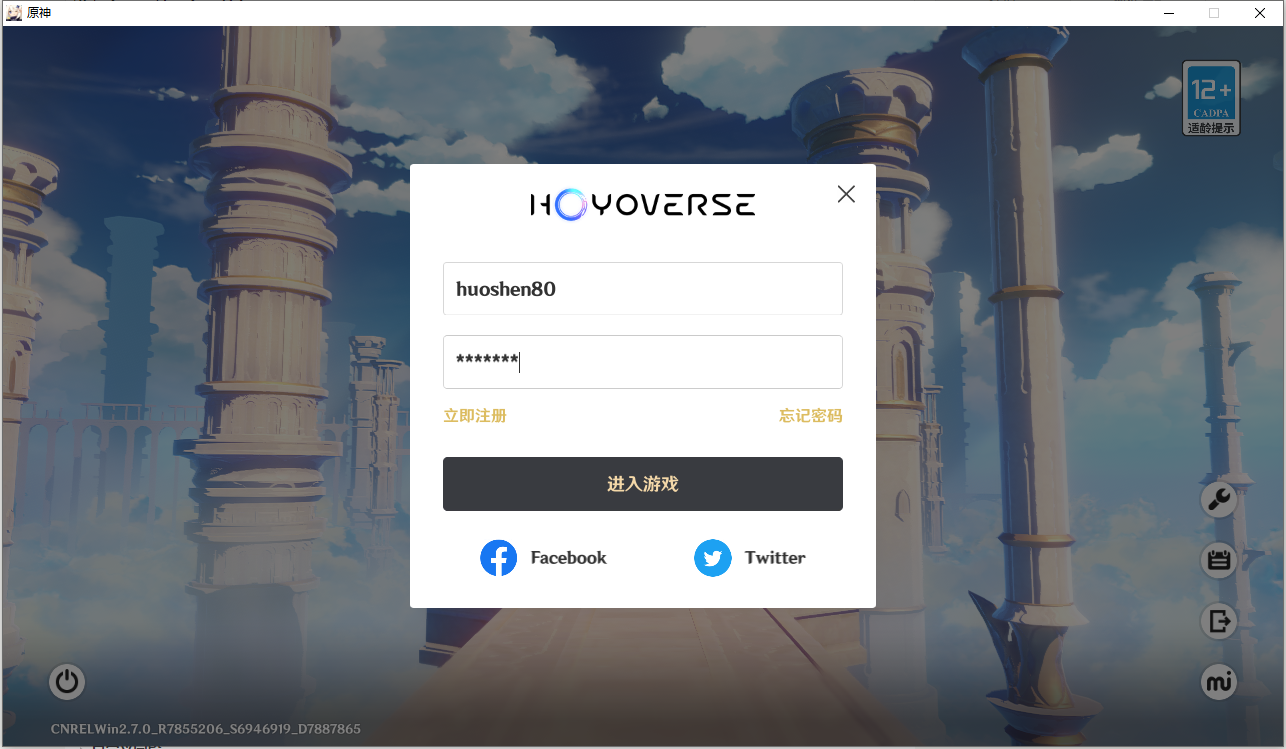 原神
12+
CADPA
适龄提示
HOYOVERSE
huoshen80
*******
立即注册 忘记密码
进入游戏
Facebook Twitter
CNRELWin2.7.0_R7855206_S6946919_D7887865